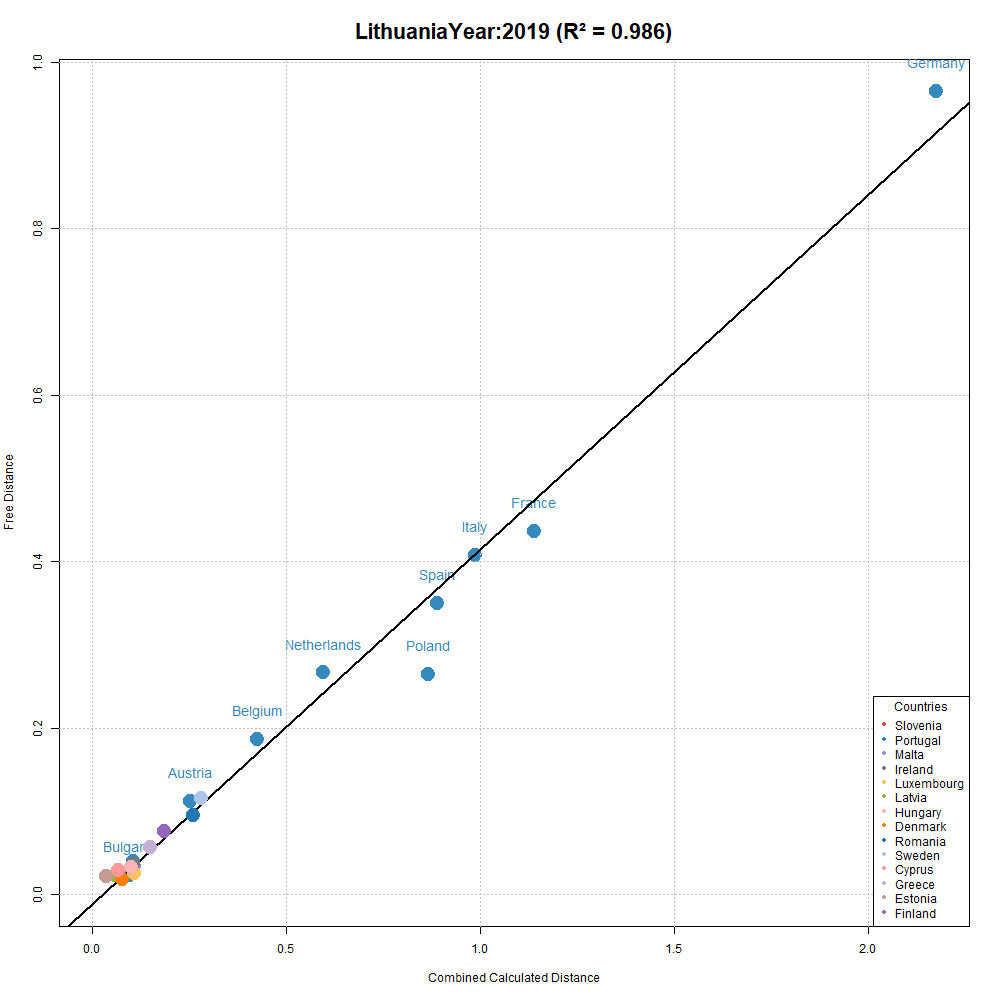 LithuaniaYear:2019 (R² = 0.986)
Germany
France
Italy
Spain
Netherlands
Poland
Belgium
Austria
Bulgar
1.0
0.8
0.6
0.4
0.2
0.0
Free Distance
0.0 0.5 1.0 1.5 2.0
Combined Calculated Distance
Countries
Slovenia
Portugal
Malta
Ireland
Luxembourg
Latvia
Hungary
Denmark
Romania
Sweden
Cyprus
Greece
Estonia
Finland